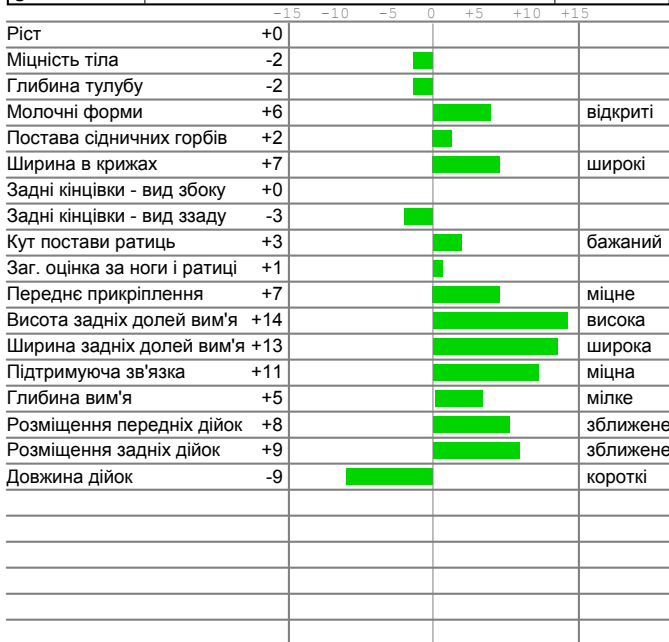 -15 -10 -5 0 +5 +10 +15
Ріст +0
Міцність тіла -2
Глибина тулубу -2
Молочні форми +6 відкриті
Постава сідничних горбів +2
Ширина в крижах +7 широкі
Задні кінцівки - вид збоку +0
Задні кінцівки - вид ззаду -3
Кут постави ратиць +3 бажаний
Заг. оцінка за ноги і ратиці +1
Переднє прикріплення +7 міцне
Висота задніх долей вим'я +14 висока
Ширина задніх долей вим'я +13 широка
Підтримуюча зв'язка +11 міцна
Глибина вим'я +5 мілке
Розміщення передніх дійок +8 зближене
Розміщення задніх дійок +9 зближене
Довжина дійок -9 короткі